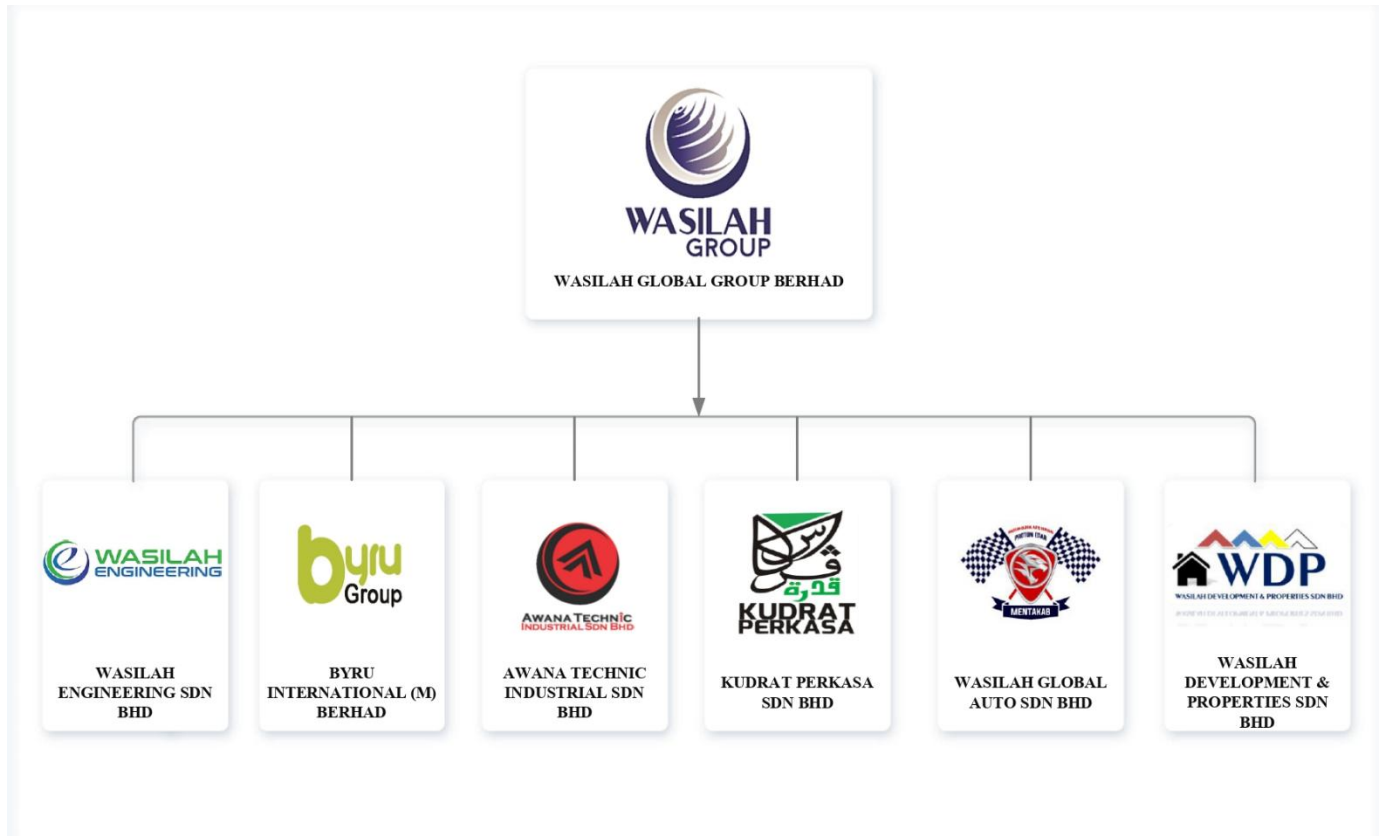 WASILAH
GROUP
WASILAH GLOBAL GROUP BERHAD
e WASILAH
ENGINEERING
WASILAH
ENGINEERING SDN
BHD
byru
Group
BYRU
INTERNATIONAL (M)
BERHAD
AWANA TECHNIC
INDUSTRIAL SDN BHD
AWANA TECHNIC
INDUSTRIAL SDN
BHD
قدرة
KUDRAT
PERKASA
KUDRAT PERKASA
SDN BHD
PROTON EDAR
MENTAKAB
WASILAH GLOBAL
AUTO SDN BHD
WDP
WASILAH DEVELOPMENT & PROPERTIES SDN BHD
WASILAH
DEVELOPMENT &
PROPERTIES SDN
BHD